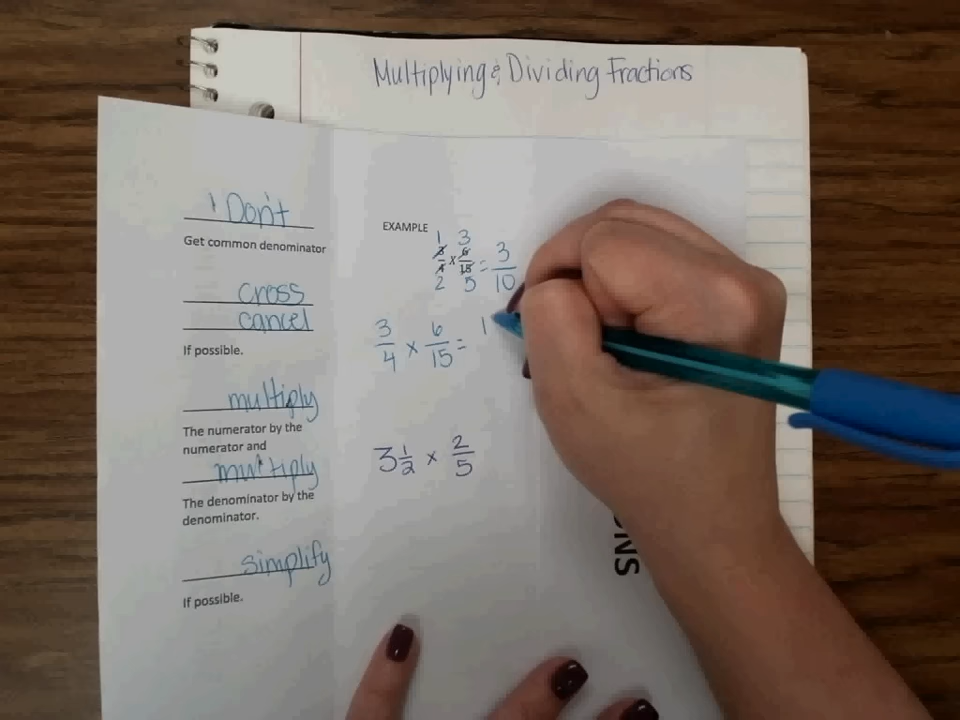 Multiplying & Dividing Fractions
I Don't
Get common denominator
cross
cancel
If possible.
multiply
The numerator by the
numerator and
multiply
The denominator by the
denominator.
simplify
If possible.
EXAMPLE
1 3
3/4 x 6/15 = 3/10
2 5
3/4 × 6/15 = 1
3 1/2 × 2/5